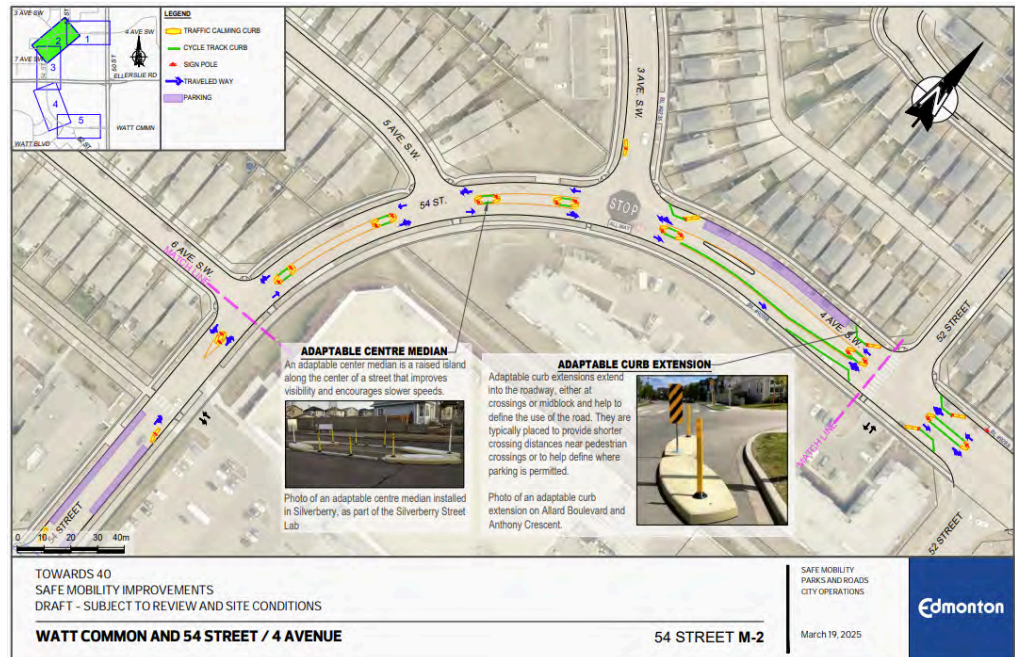 3 AVE SW
4 AVE SW
1
2
50 ST
7 AVE SW
ELLERSLIE RD
3
4
5
WATT CMMN
WATT BLVD
LEGEND
TRAFFIC CALMING CURB
CYCLE TRACK CURB
SIGN POLE
TRAVELED WAY
PARKING
3 AVE. S.W.
5 AVE. S.W.
54 ST.
STOP
ALL WAY
6 AVE. S.W.
MATCH LINE
4 AVE. S.W.
52 STREET
MATCH LINE
52 STREET
STREET
0 10 20 30 40m
ADAPTABLE CENTRE MEDIAN
An adaptable center median is a raised island
along the center of a street that improves
visibility and encourages slower speeds.
Photo of an adaptable centre median installed
in Silverberry, as part of the Silverberry Street
Lab
ADAPTABLE CURB EXTENSION
Adaptable curb extensions extend
into the roadway, either at
crossings or midblock and help to
define the use of the road. They are
typically placed to provide shorter
crossing distances near pedestrian
crossings or to help define where
parking is permitted.
Photo of an adaptable curb
extension on Allard Boulevard and
Anthony Crescent.
TOWARDS 40
SAFE MOBILITY IMPROVEMENTS
DRAFT - SUBJECT TO REVIEW AND SITE CONDITIONS
WATT COMMON AND 54 STREET / 4 AVENUE
54 STREET M-2
SAFE MOBILITY
PARKS AND ROADS
CITY OPERATIONS
March 19, 2025
Edmonton